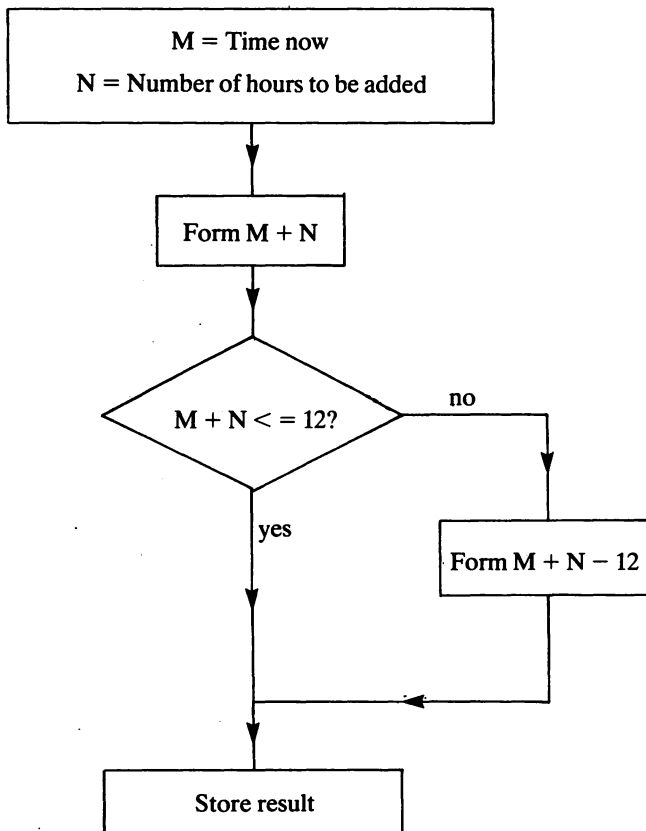 M = Time now
N = Number of hours to be added
Form M + N
M + N < = 12?
no
yes
Form M + N − 12
Store result